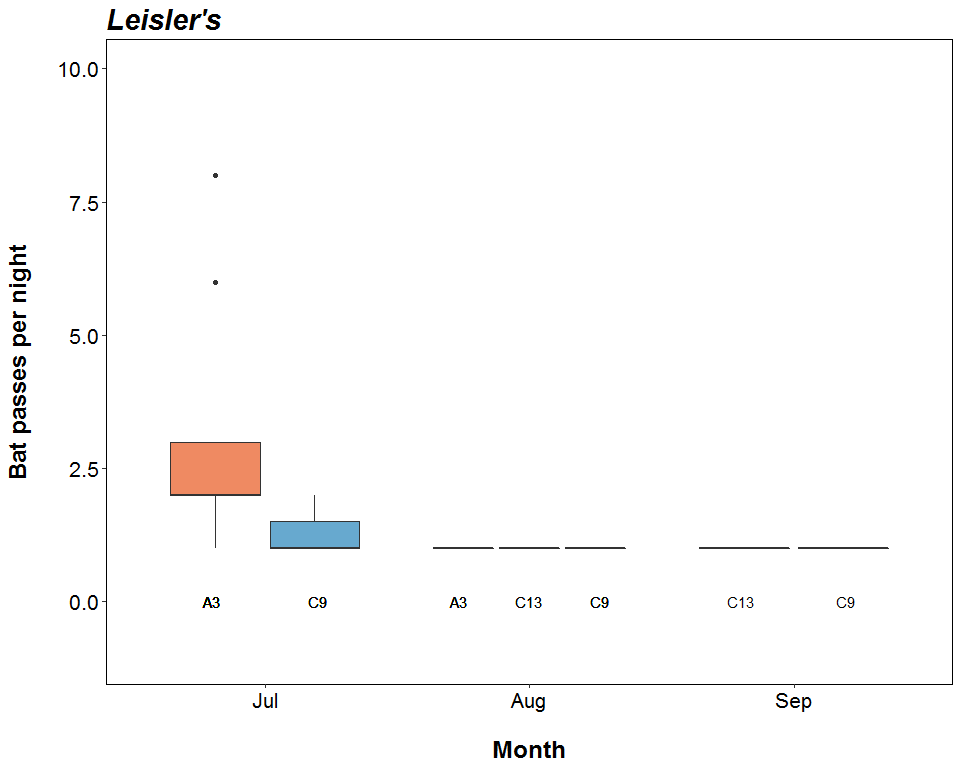 Leisler's
10.0
7.5
5.0
2.5
0.0
Bat passes per night
A3 C9 A3 C13 C9 C13 C9
Jul Aug Sep
Month